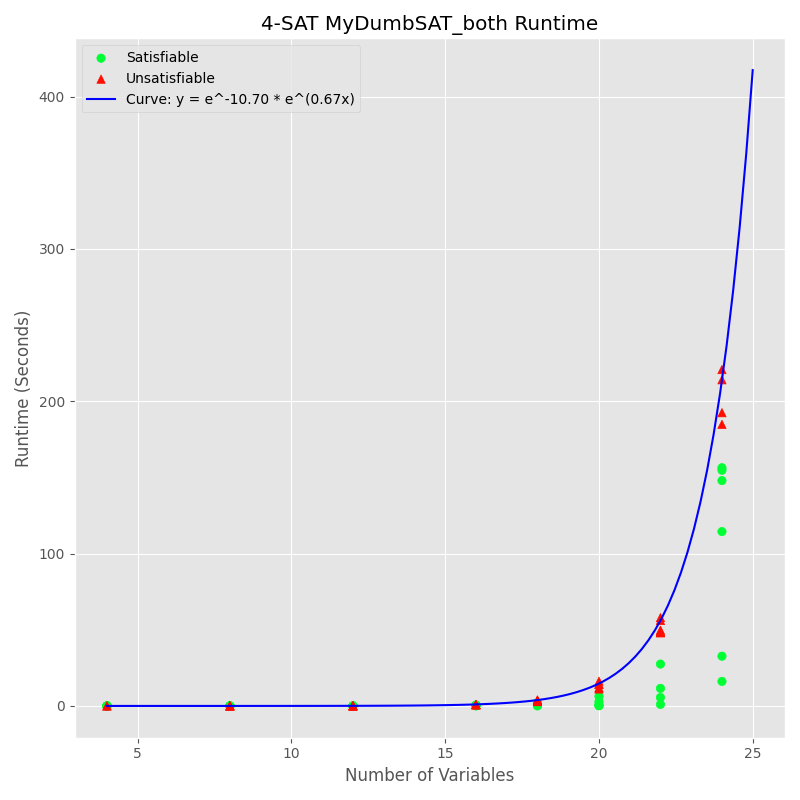 4-SAT MyDumbSAT_both Runtime
Satisfiable
Unsatisfiable
Curve: y = e^-10.70 * e^(0.67x)
400
300
200
100
0
Runtime (Seconds)
5 10 15 20 25
Number of Variables